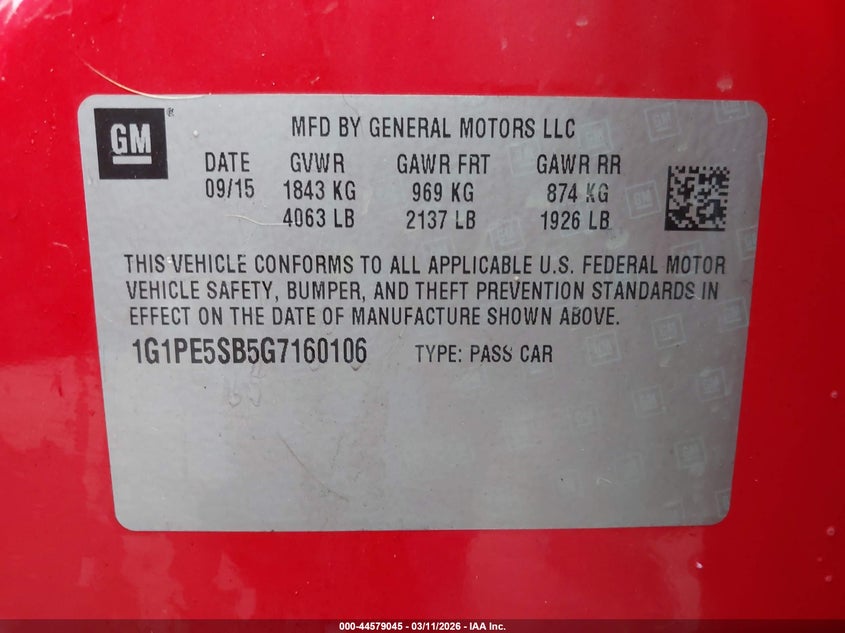 GM
MFD BY GENERAL MOTORS LLC
DATE GVWR GAWR FRT GAWR RR
09/15 1843 KG 969 KG 874 KG
4063 LB 2137 LB 1926 LB
THIS VEHICLE CONFORMS TO ALL APPLICABLE U.S. FEDERAL MOTOR
VEHICLE SAFETY, BUMPER, AND THEFT PREVENTION STANDARDS IN
EFFECT ON THE DATE OF MANUFACTURE SHOWN ABOVE.
1G1PE5SB5G7160106 TYPE: PASS CAR
000-44579045 - 03/11/2026 - IAA Inc.